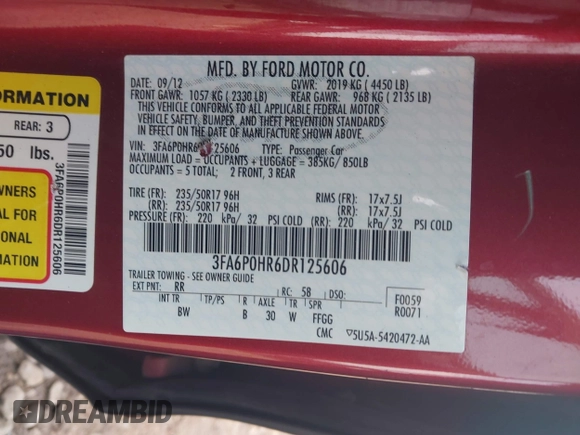 MFD. BY FORD MOTOR CO.
DATE: 09/12 GVWR: 2019 KG ( 4450 LB)
FRONT GAWR: 1057 KG ( 2330 LB) REAR GAWR: 968 KG ( 2135 LB)
THIS VEHICLE CONFORMS TO ALL APPLICABLE FEDERAL MOTOR
VEHICLE SAFETY, BUMPER, AND THEFT PREVENTION STANDARDS
IN EFFECT ON THE DATE OF MANUFACTURE SHOWN ABOVE.
VIN: 3FA6P0HR6 125606 TYPE: Passenger Car
MAXIMUM LOAD = OCCUPANTS + LUGGAGE = 385KG/ 850LB
OCCUPANTS = 5 TOTAL; 2 FRONT, 3 REAR
TIRE (FR): 235/50R17 96H RIMS (FR): 17x7.5J
(RR): 235/50R17 96H (RR): 17x7.5J
PRESSURE (FR): 220 kPa/ 32 PSI COLD (RR): 220 kPa/ 32 PSI COLD
3FA6P0HR6DR125606
TRAILER TOWING - SEE OWNER GUIDE
EXT PNT: RR RC: 58 DSO: F0059
INT TR TP/PS R AXLE TR SPR R0071
BW B 30 W FFGG
CMC ▽5U5A-5420472-AA
ORMATION
REAR: 3
50 lbs.
WNERS
AL FOR
IONAL
ATION
3FA6P0HR6DR125606
DREAMBID